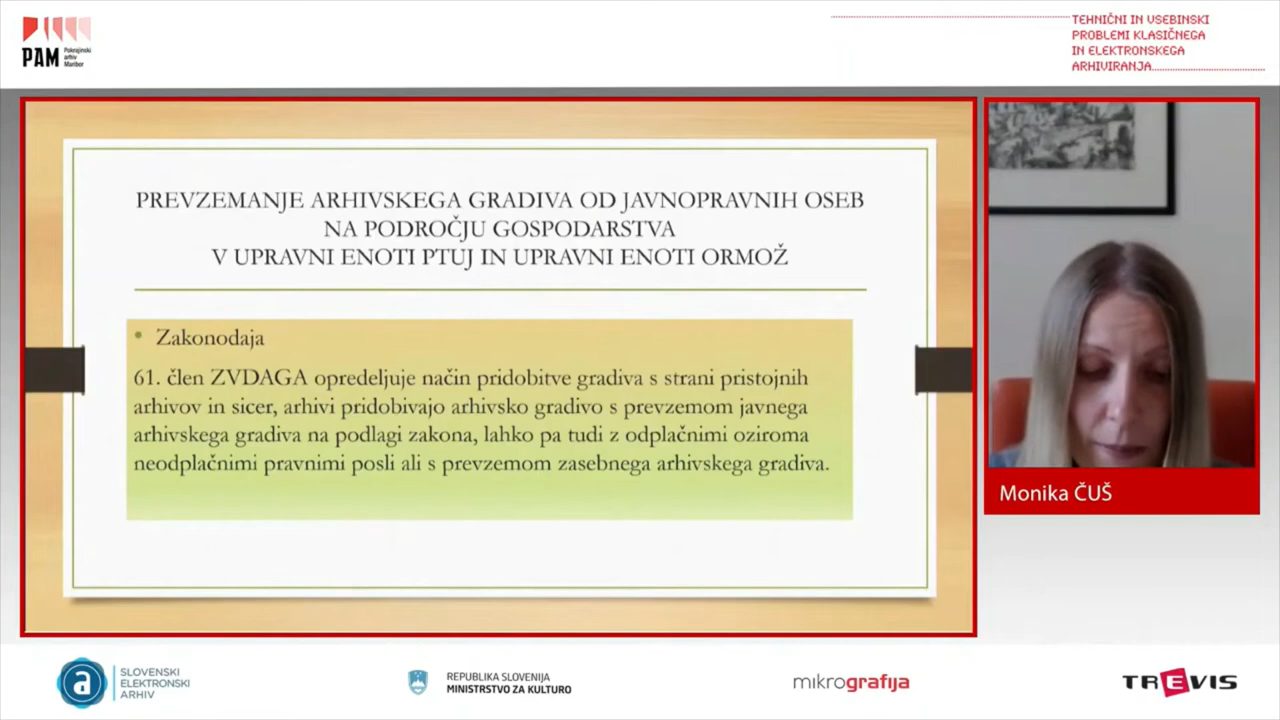 PAM
Pokrajinski
arhiv
Maribor
TEHNIČNI IN VSEBINSKI
PROBLEMI KLASIČNEGA
IN ELEKTRONSKEGA
ARHIVIRANJA
PREVZEMANJE ARHIVSKEGA GRADIVA OD JAVNOPRAVNIH OSEB
NA PODROČJU GOSPODARSTVA
V UPRAVNI ENOTI PTUJ IN UPRAVNI ENOTI ORMOŽ
• Zakonodaja
61. člen ZVDAGA opredeljuje način pridobitve gradiva s strani pristojnih
arhivov in sicer, arhivi pridobivajo arhivsko gradivo s prevzemom javnega
arhivskega gradiva na podlagi zakona, lahko pa tudi z odplačnimi oziroma
neodplačnimi pravnimi posli ali s prevzemom zasebnega arhivskega gradiva.
Monika ČUŠ
a
SLOVENSKI
ELEKTRONSKI
ARHIV
REPUBLIKA SLOVENIJA
MINISTRSTVO ZA KULTURO
mikrografija
TREVIS